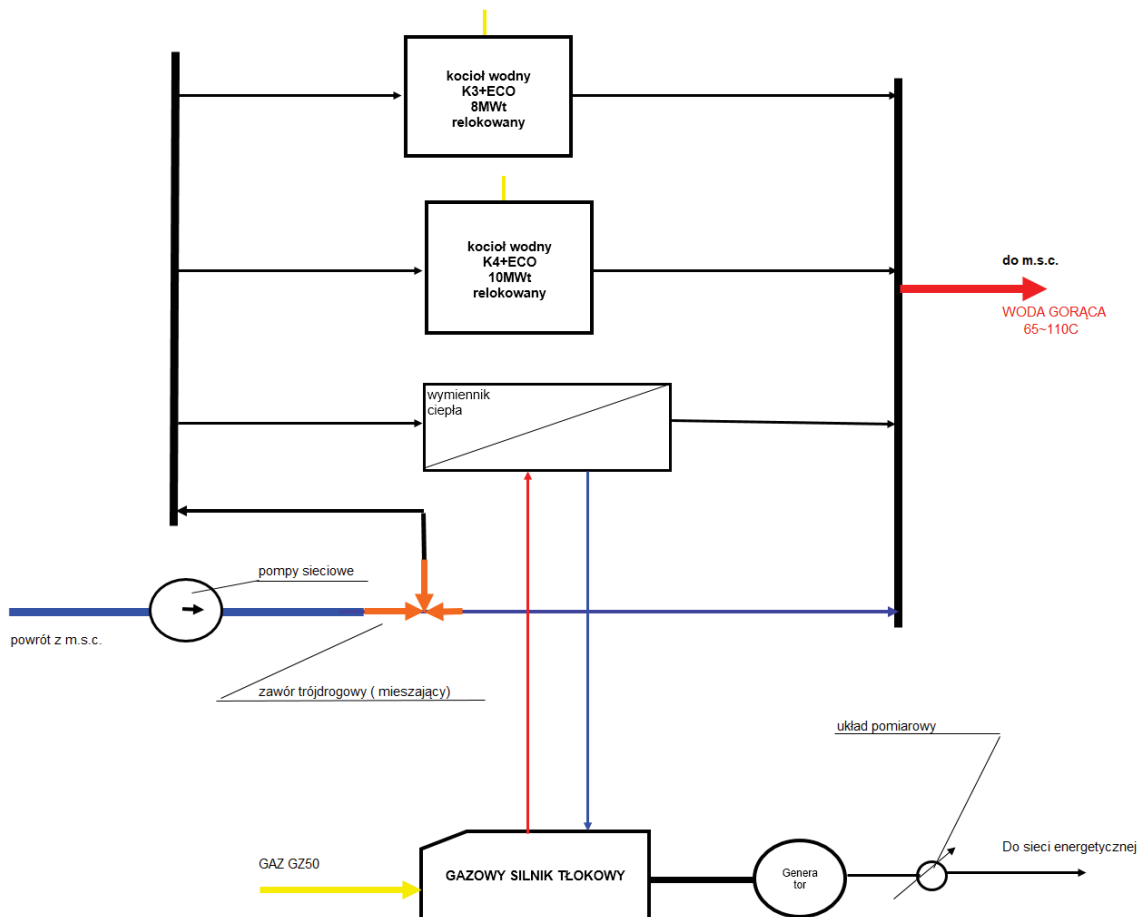 kocioł wodny
K3+ECO
8MWt
relokowany
kocioł wodny
K4+ECO
10MWt
relokowany
do m.s.c.
WODA GORĄCA
65~110C
wymiennik
ciepła
pompy sieciowe
powrót z m.s.c.
zawór trójdrogowy ( mieszający)
układ pomiarowy
GAZ GZ50
GAZOWY SILNIK TŁOKOWY
Genera
tor
Do sieci energetycznej